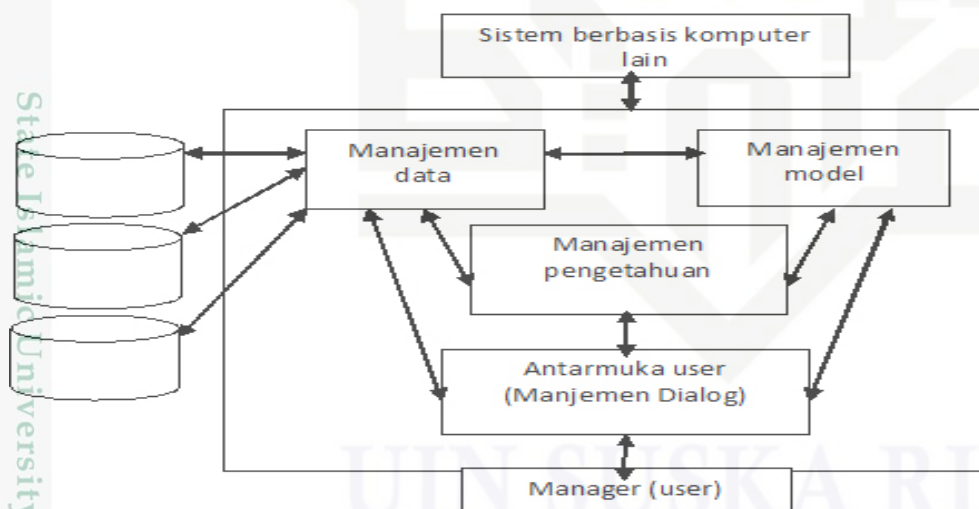 Sistem berbasis komputer
lain
Manajemen
data
Manajemen
model
Manajemen
pengetahuan
Antarmuka user
(Manjemen Dialog)
Manager (user)
State Islamic University
UIN SUSKA RI